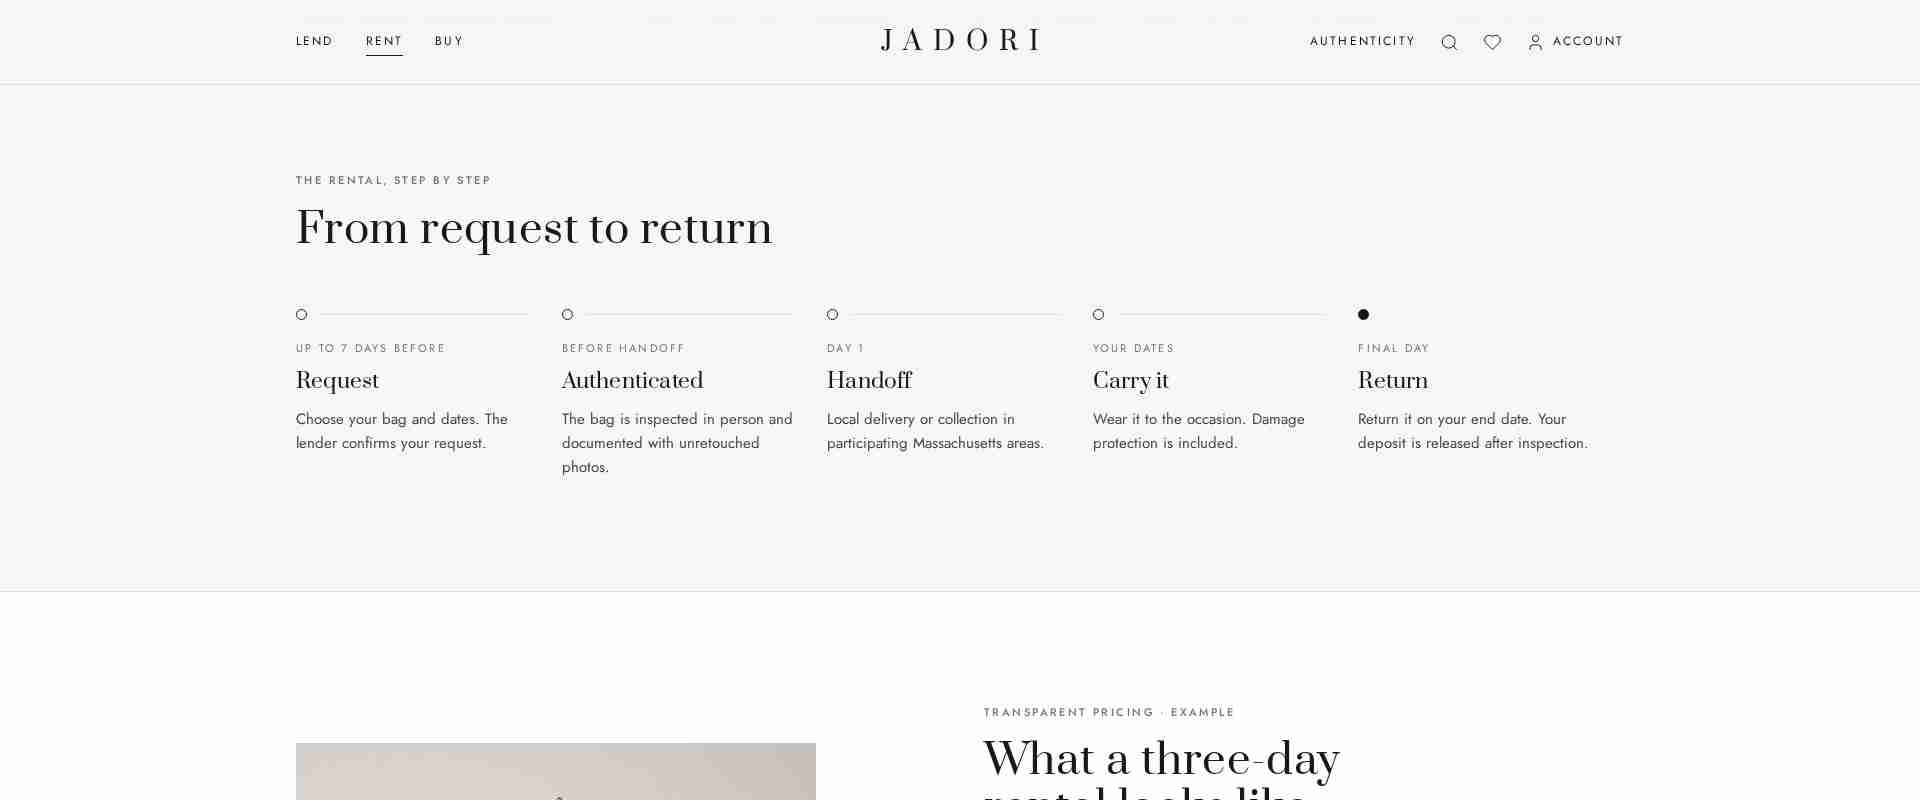 LEND RENT BUY JADORI AUTHENTICITY ACCOUNT
THE RENTAL, STEP BY STEP
From request to return
UP TO 7 DAYS BEFORE
Request
Choose your bag and dates. The
lender confirms your request.
BEFORE HANDOFF
Authenticated
The bag is inspected in person and
documented with unretouched
photos.
DAY 1
Handoff
Local delivery or collection in
participating Massachusetts areas.
YOUR DATES
Carry it
Wear it to the occasion. Damage
protection is included.
FINAL DAY
Return
Return it on your end date. Your
deposit is released after inspection.
TRANSPARENT PRICING · EXAMPLE
What a three-day
rental looks like